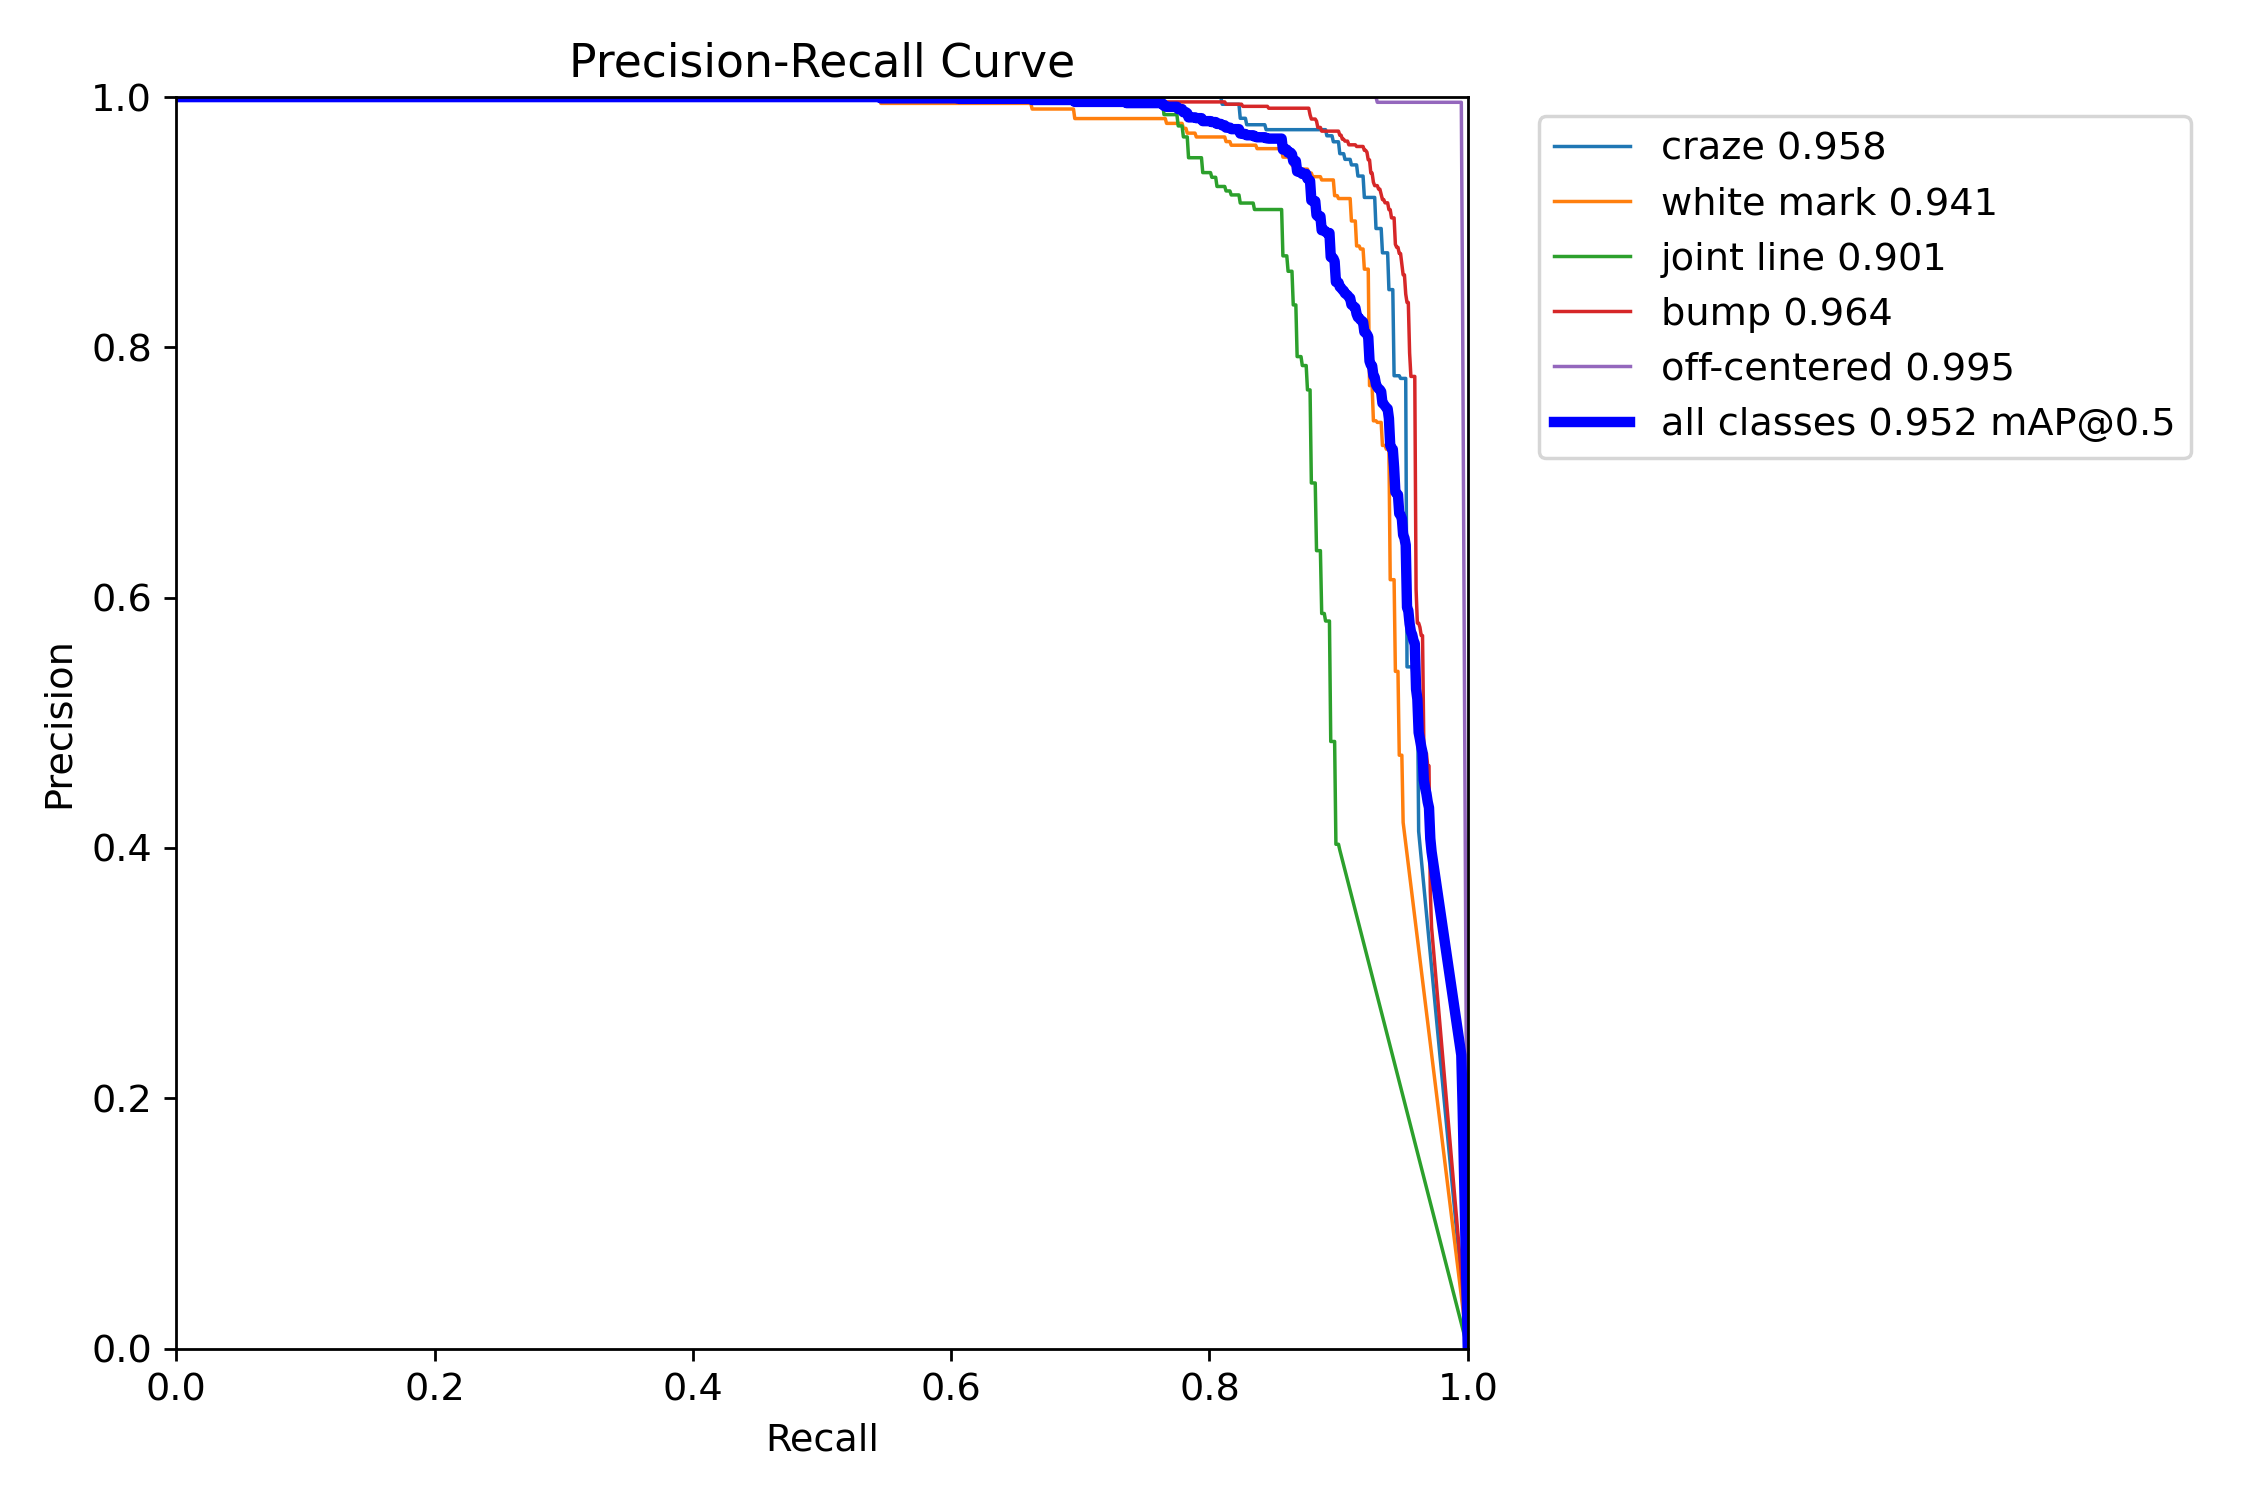 Precision-Recall Curve
1.0
0.8
0.6
0.4
0.2
0.0
Precision
0.0 0.2 0.4 0.6 0.8 1.0
Recall
craze 0.958
white mark 0.941
joint line 0.901
bump 0.964
off-centered 0.995
all classes 0.952 mAP@0.5